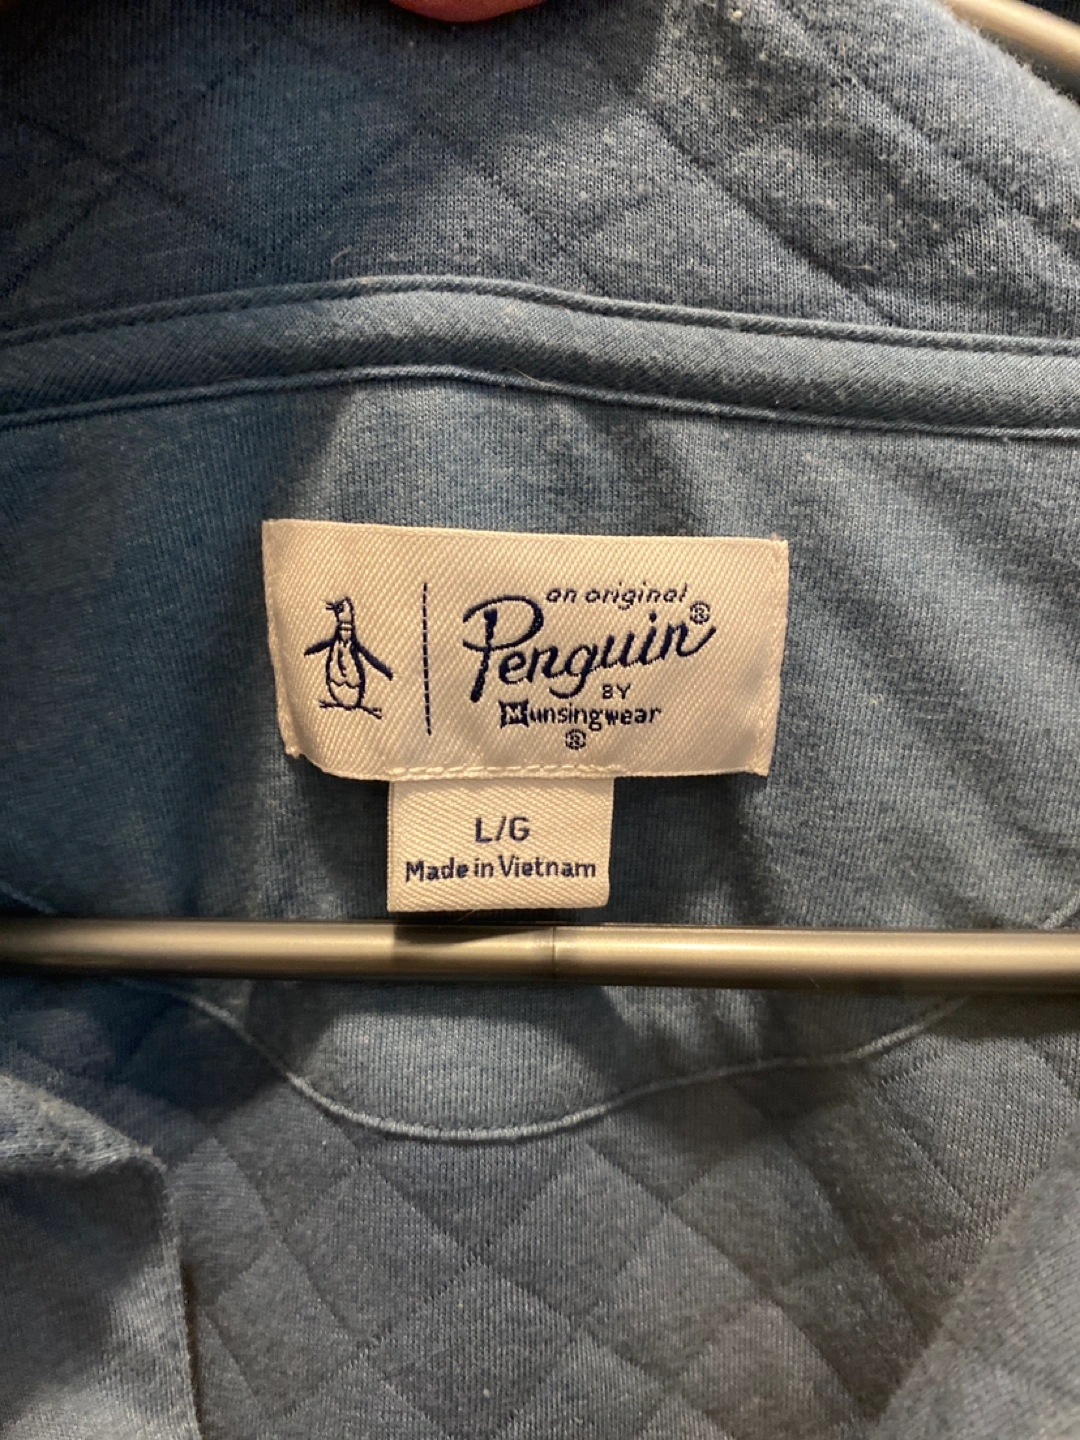 an original
Penguin®
BY
Munsingwear
®
L/G
Made in Vietnam